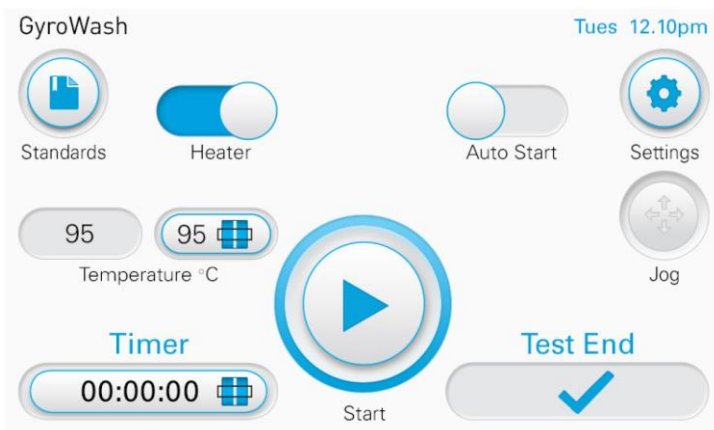 GyroWash
Tues 12.10pm
Standards
Heater
Auto Start
Settings
95
95
Temperature °C
Jog
Timer
Test End
00:00:00
Start